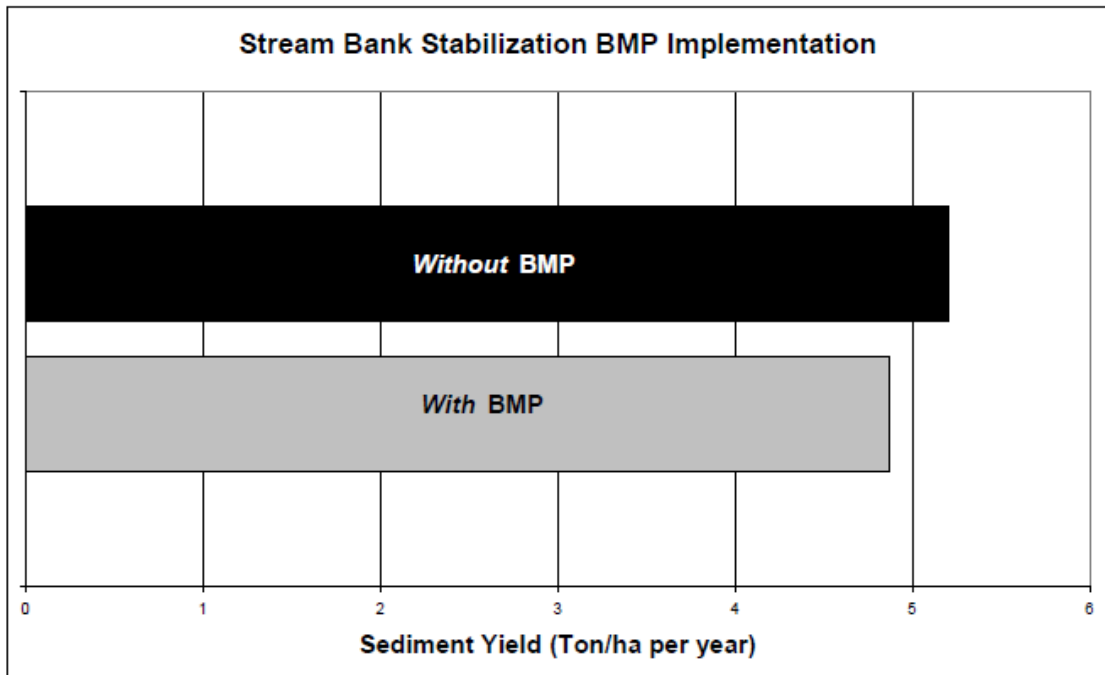 Stream Bank Stabilization BMP Implementation
Without BMP
With BMP
0 1 2 3 4 5 6
Sediment Yield (Ton/ha per year)